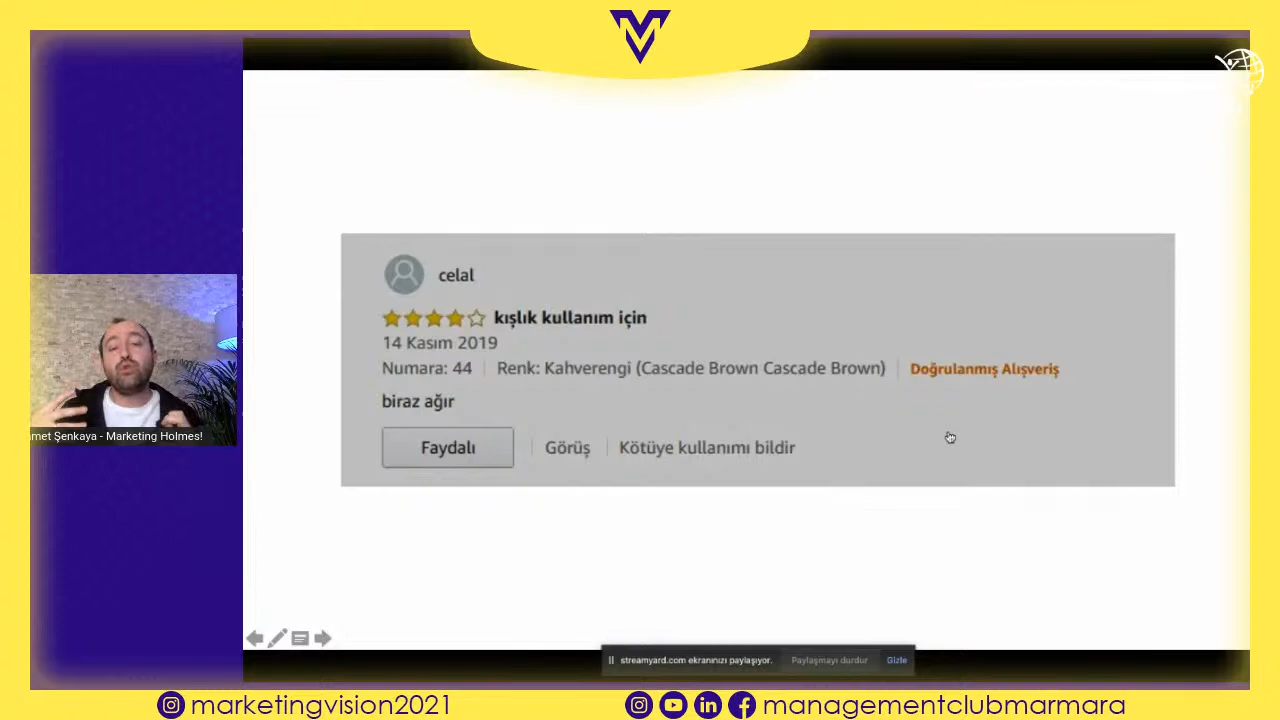 celal
kışlık kullanım için
14 Kasım 2019
Numara: 44 | Renk: Kahverengi (Cascade Brown Cascade Brown) | Doğrulanmış Alışveriş
biraz ağır
Faydalı | Görüş | Kötüye kullanımı bildir
met Şenkaya - Marketing Holmes!
streamyard.com ekranınızı paylaşıyor. Paylaşmayı durdur Gizle
marketingvision2021
managementclubmarmara